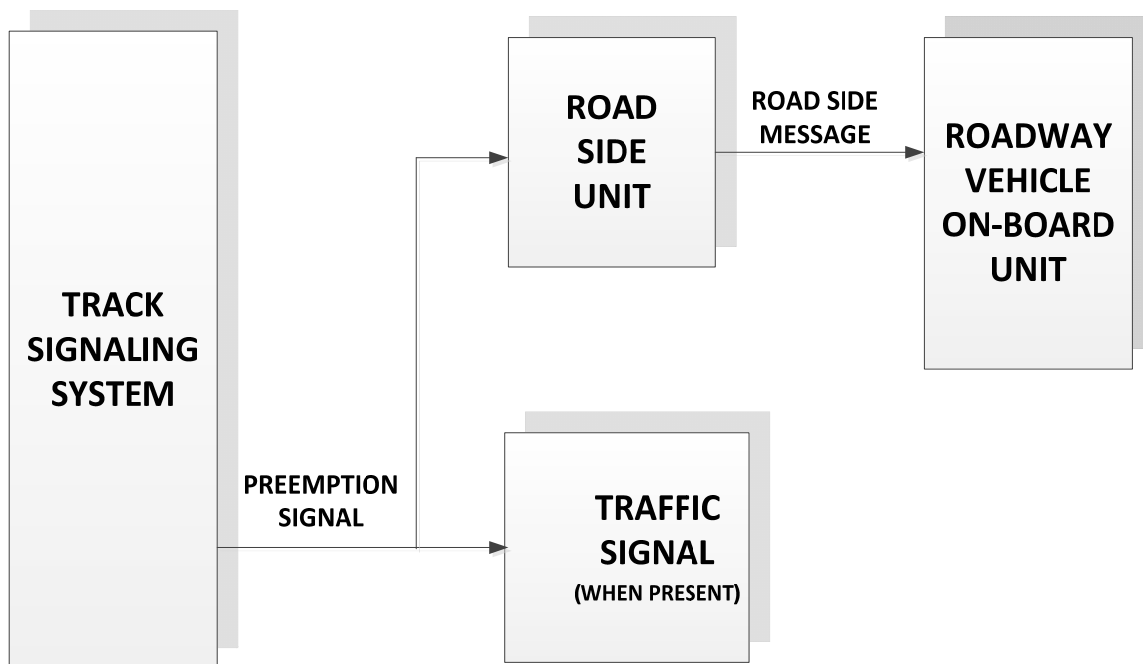 TRACK
SIGNALING
SYSTEM
PREEMPTION
SIGNAL
ROAD
SIDE
UNIT
ROAD SIDE
MESSAGE
ROADWAY
VEHICLE
ON-BOARD
UNIT
TRAFFIC
SIGNAL
(WHEN PRESENT)